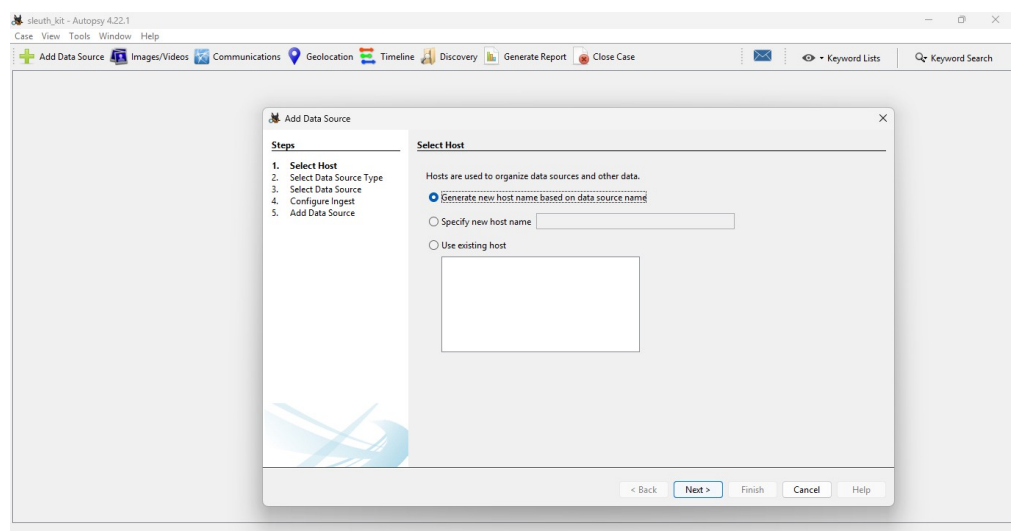 sleuth_kit - Autopsy 4.22.1
Case View Tools Window Help
Add Data Source Images/Videos Communications Geolocation Timeline Discovery Generate Report Close Case Keyword Lists Keyword Search
Add Data Source
Steps
1. Select Host
2. Select Data Source Type
3. Select Data Source
4. Configure Ingest
5. Add Data Source
Select Host
Hosts are used to organize data sources and other data.
Generate new host name based on data source name
Specify new host name
Use existing host
< Back Next > Finish Cancel Help